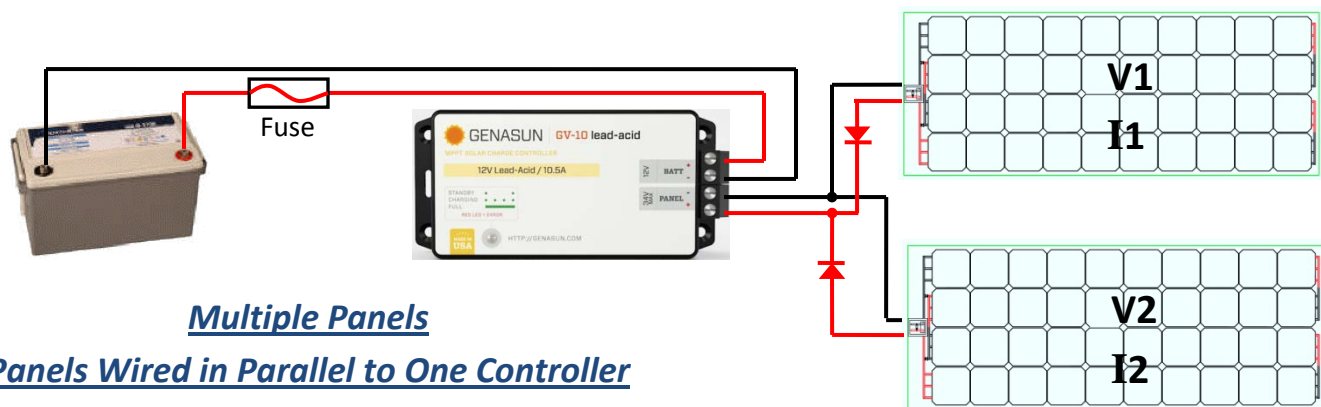 V1
I1
Fuse
GENASUN GV-10 lead-acid
MPPT SOLAR CHARGE CONTROLLER
12V Lead-Acid / 10.5A
12V BATT + -
34V MAX PANEL - +
STANDBY
CHARGING
FULL
RED LED = ERROR
MADE IN USA
HTTP://GENASUN.COM
V2
I2
Multiple Panels
Panels Wired in Parallel to One Controller